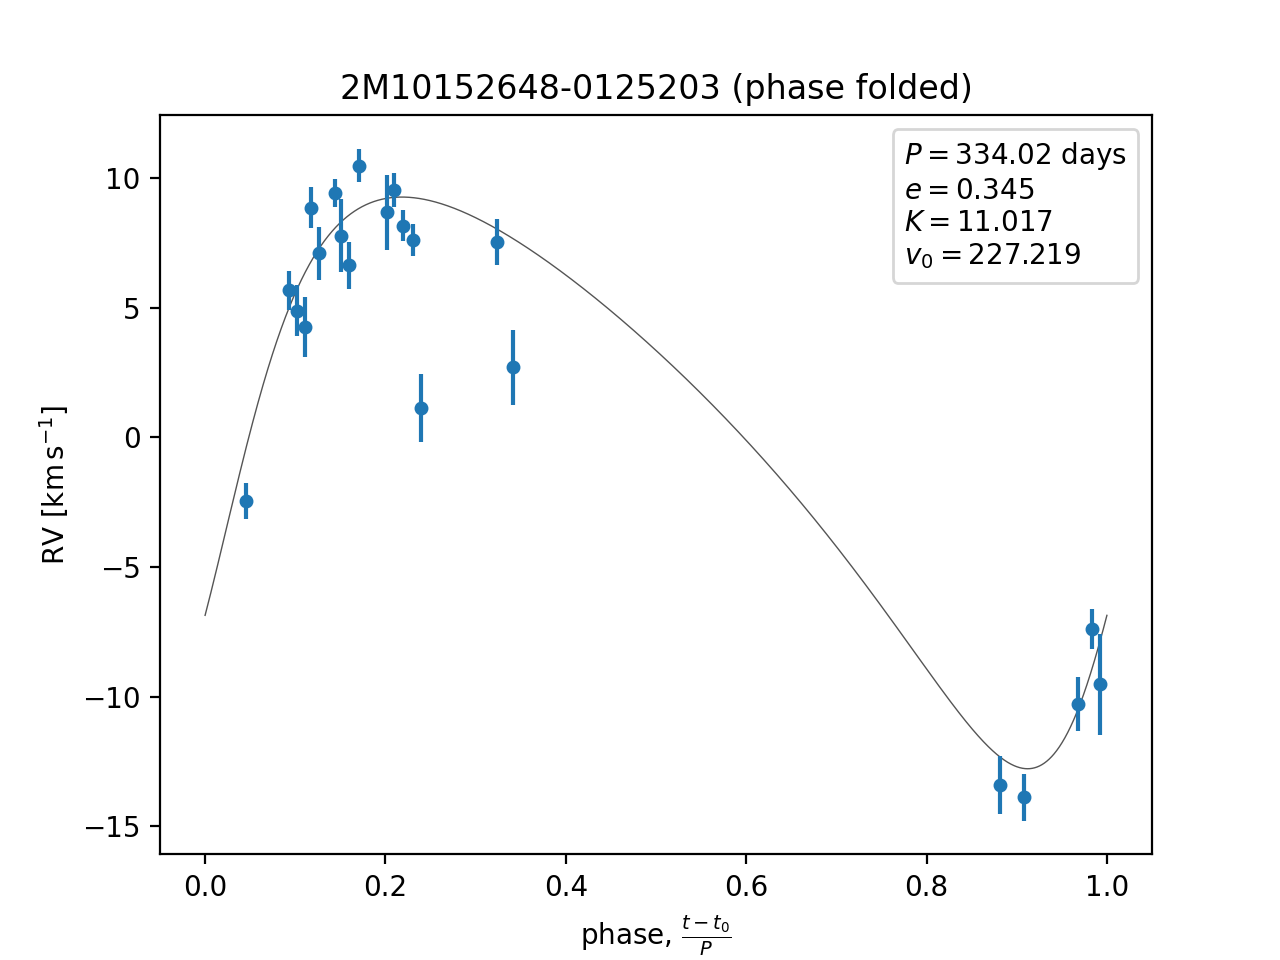 2M10152648-0125203 (phase folded)
P = 334.02 days
e = 0.345
K = 11.017
v₀ = 227.219
RV [km s⁻¹]
10
5
0
−5
−10
−15
0.0 0.2 0.4 0.6 0.8 1.0
phase, (t − t₀)/P